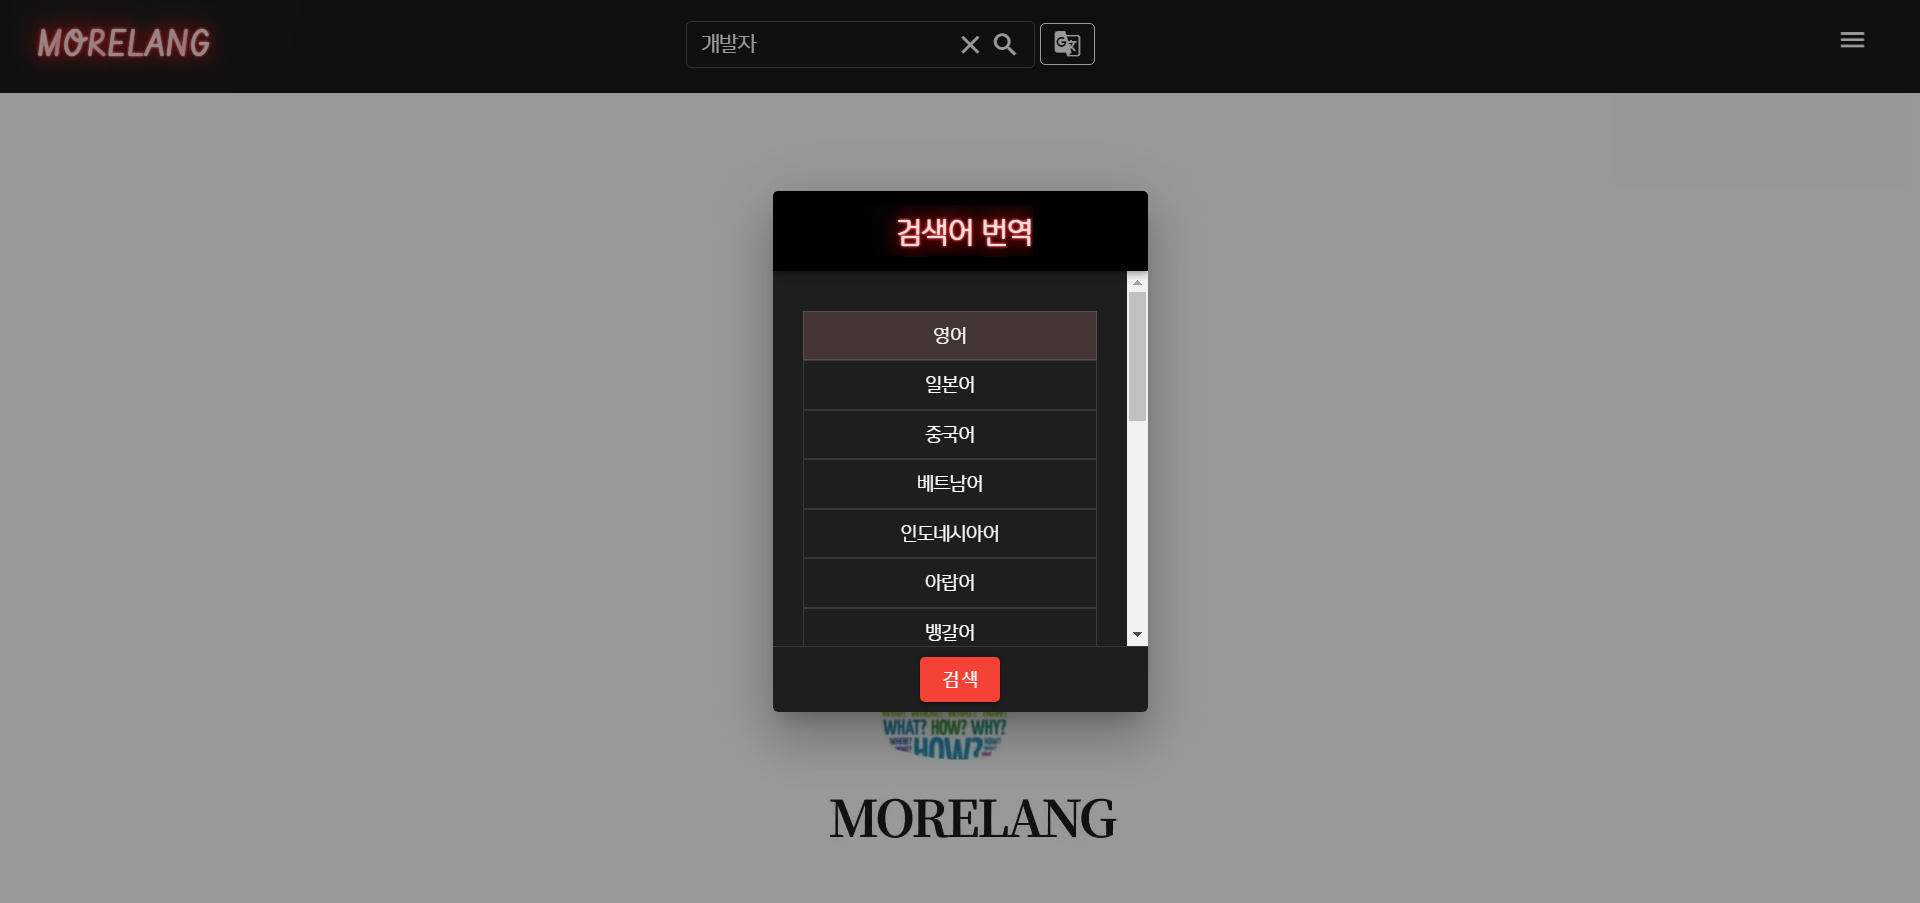 MORELANG
개발자
검색어 번역
영어
일본어
중국어
베트남어
인도네시아어
아랍어
뱅갈어
검색
WHAT? HOW? WHY?
HOW?
MORELANG